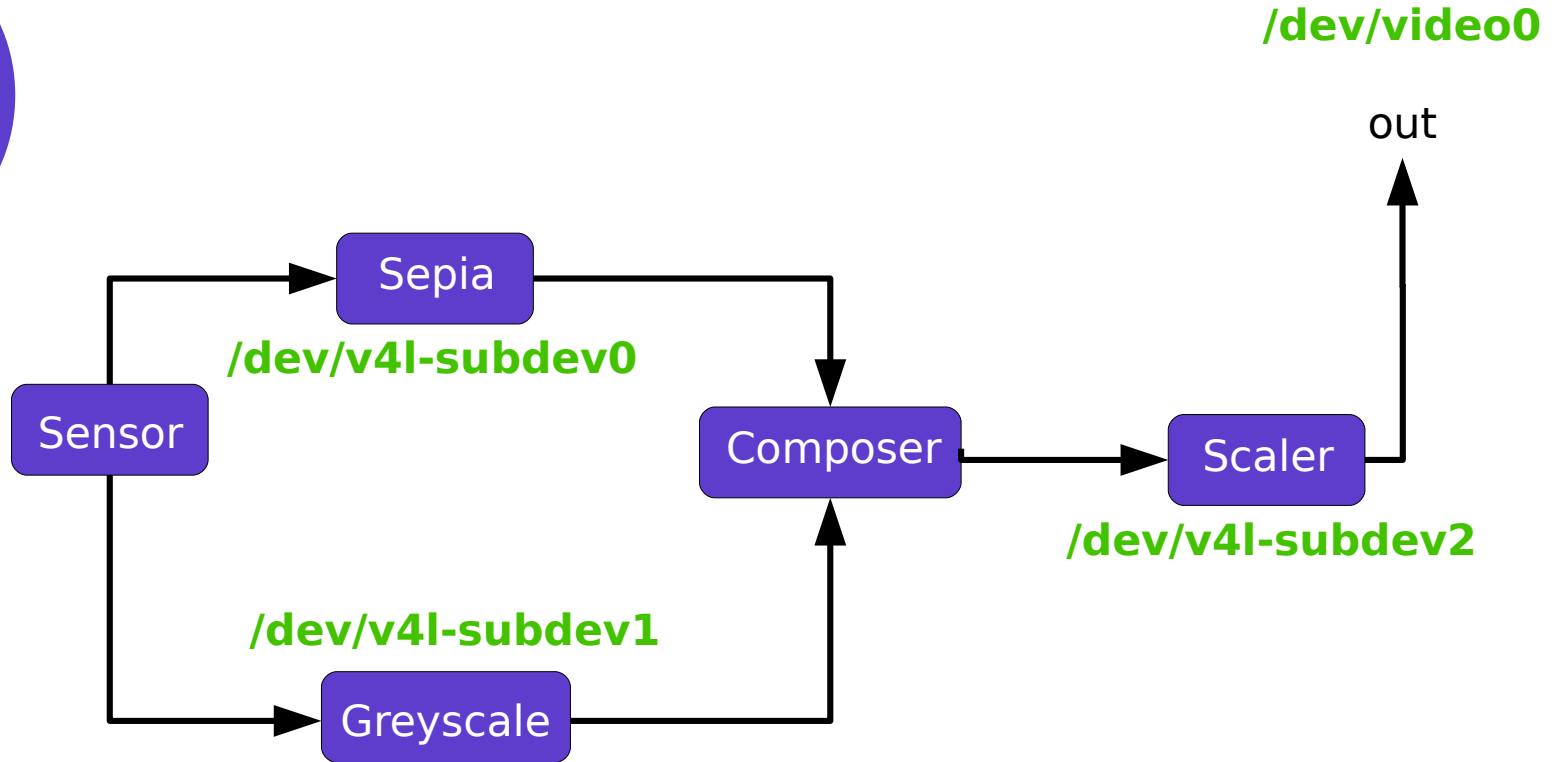 /dev/video0
out
Sepia
/dev/v4l-subdev0
Sensor
Composer
Scaler
/dev/v4l-subdev2
/dev/v4l-subdev1
Greyscale